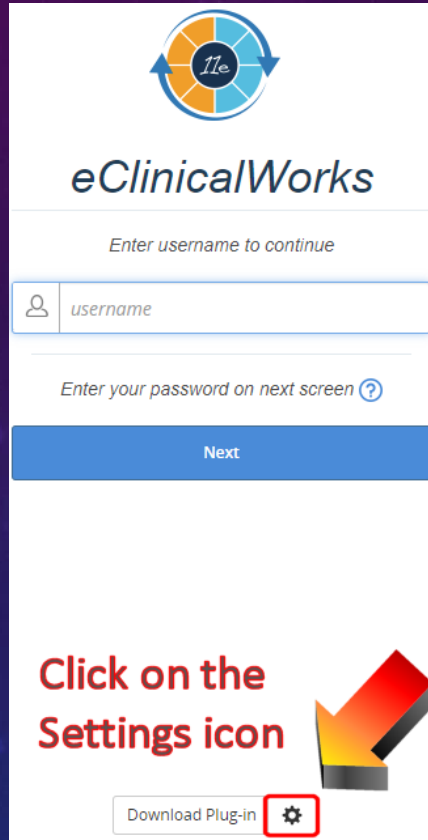 11e
eClinicalWorks
Enter username to continue
username
Enter your password on next screen ?
Next
Click on the
Settings icon
Download Plug-in